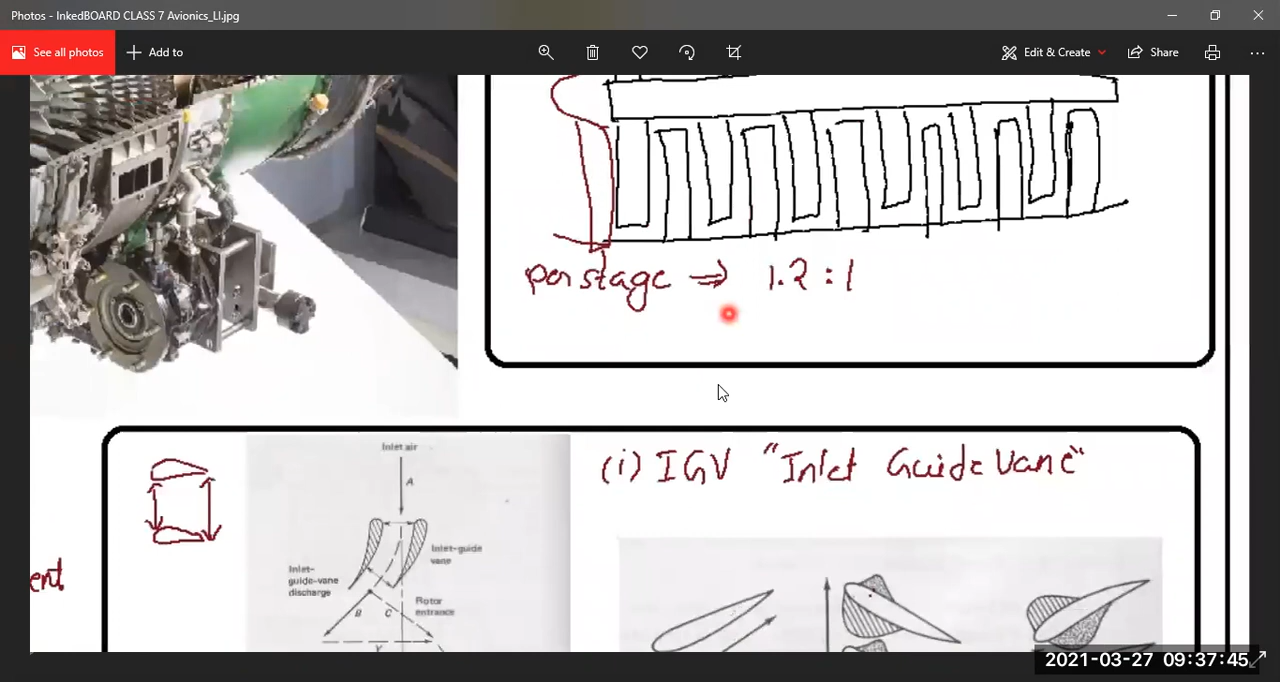 Photos - InkedBOARD CLASS 7 Avionics_LI.jpg
See all photos
Add to
Edit & Create
Share
per stage ⇒ 1.2 : 1
(i) IGV "Inlet Guide Vane"
Inlet air
A
Inlet-guide
vane
Inlet-
guide-vane
discharge
Rotor
entrance
B C
V
ent
2021-03-27 09:37:45